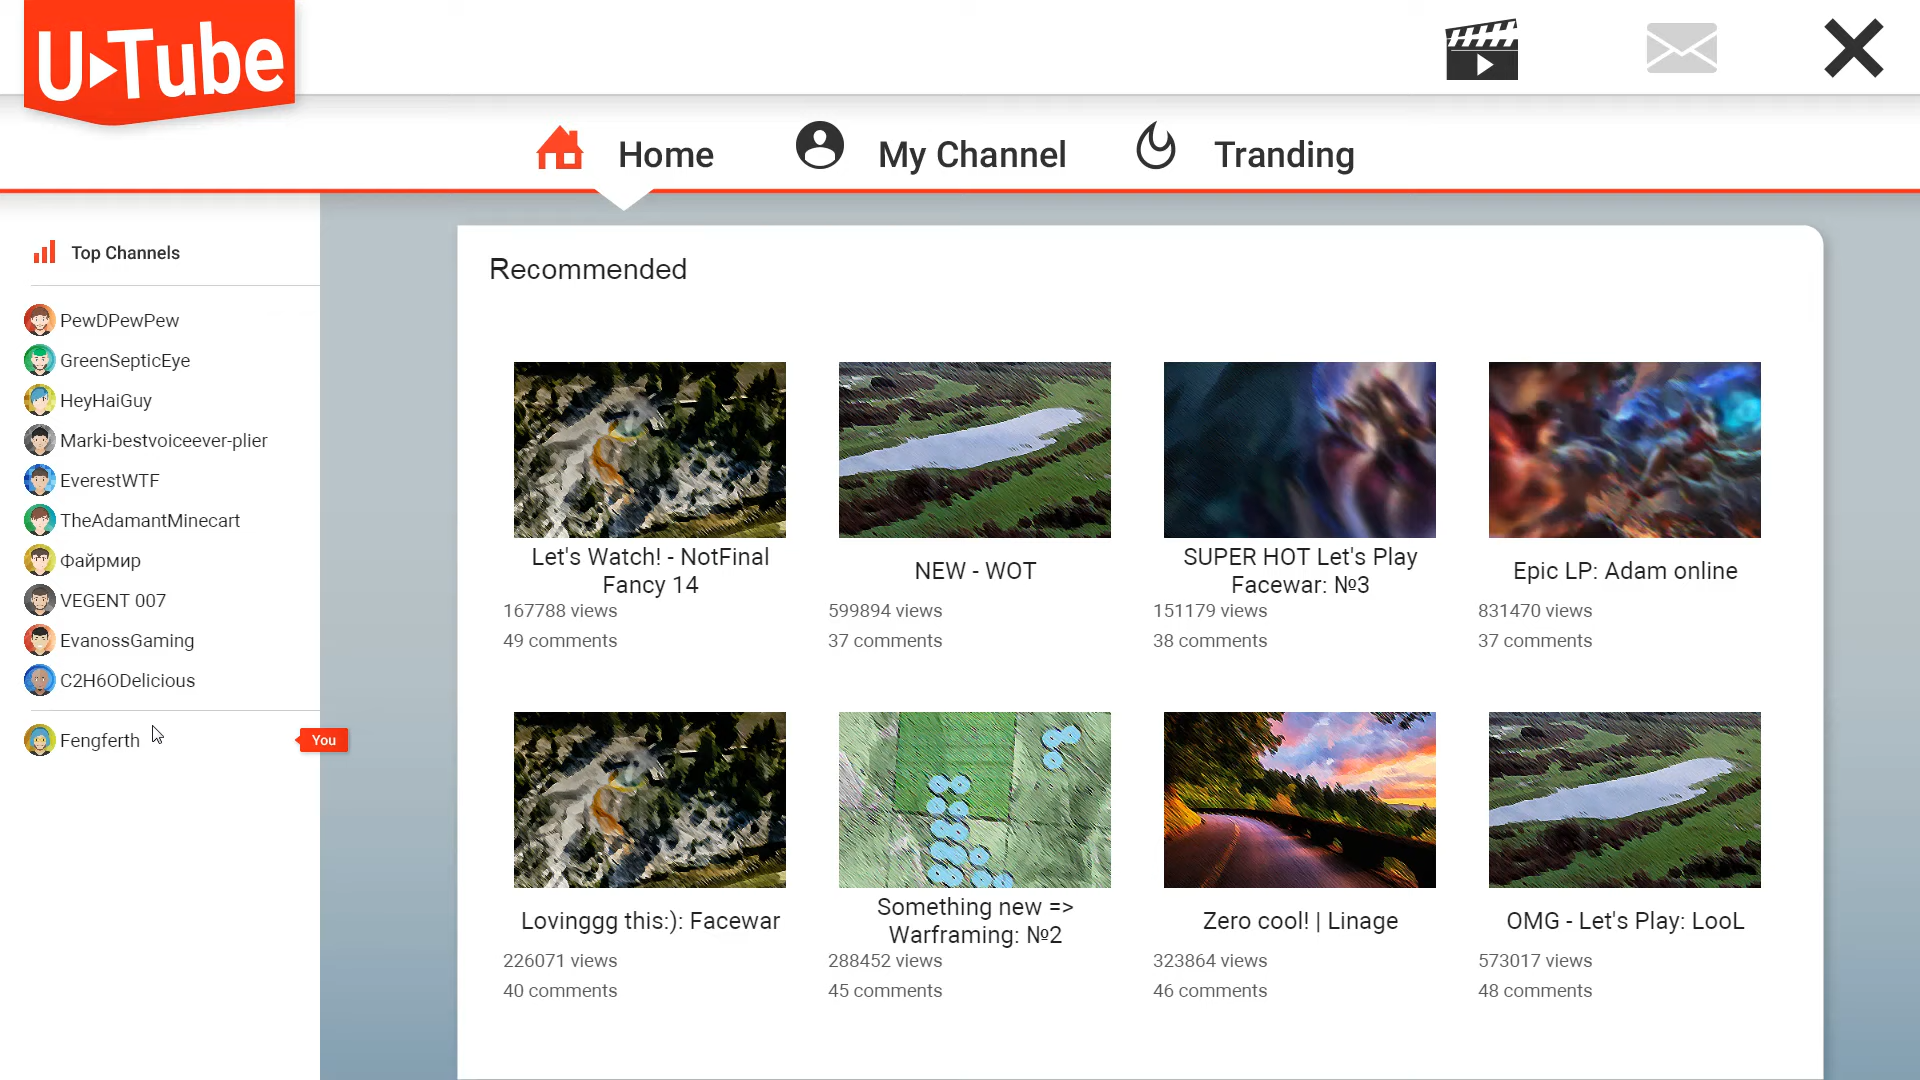 U Tube
Home
My Channel
Tranding
Top Channels
PewDPewPew
GreenSepticEye
HeyHaiGuy
Marki-bestvoiceever-plier
EverestWTF
TheAdamantMinecart
Файрмир
VEGENT 007
EvanossGaming
C2H6ODelicious
Fengferth
You
Recommended
Let's Watch! - NotFinal
Fancy 14
167788 views
49 comments
NEW - WOT
599894 views
37 comments
SUPER HOT Let's Play
Facewar: №3
151179 views
38 comments
Epic LP: Adam online
831470 views
37 comments
Lovinggg this:): Facewar
226071 views
40 comments
Something new =>
Warframing: №2
288452 views
45 comments
Zero cool! | Linage
323864 views
46 comments
OMG - Let's Play: LooL
573017 views
48 comments